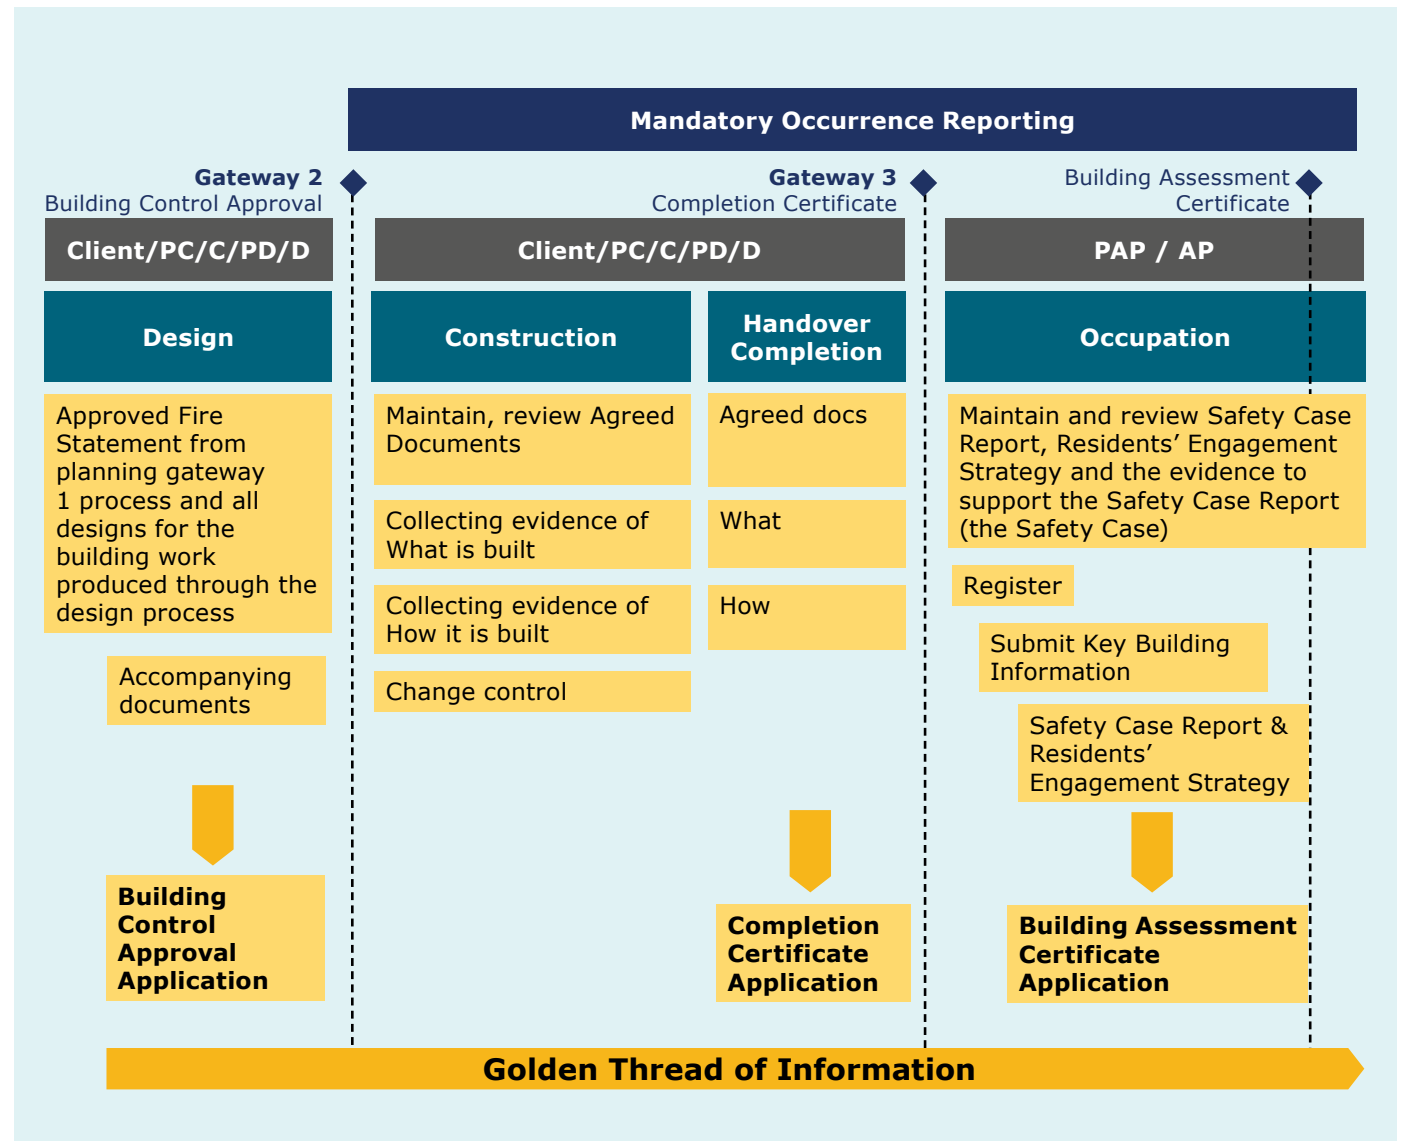 Mandatory Occurrence Reporting
Gateway 2
Building Control Approval
Gateway 3
Completion Certificate
Building Assessment
Certificate
Client/PC/C/PD/D
Client/PC/C/PD/D
PAP / AP
Design
Construction
Handover
Completion
Occupation
Approved Fire
Statement from
planning gateway
1 process and all
designs for the
building work
produced through the
design process
Accompanying
documents
Building
Control
Approval
Application
Maintain, review Agreed
Documents
Collecting evidence of
What is built
Collecting evidence of
How it is built
Change control
Agreed docs
What
How
Completion
Certificate
Application
Maintain and review Safety Case
Report, Residents’ Engagement
Strategy and the evidence to
support the Safety Case Report
(the Safety Case)
Register
Submit Key Building
Information
Safety Case Report &
Residents’
Engagement Strategy
Building Assessment
Certificate
Application
Golden Thread of Information